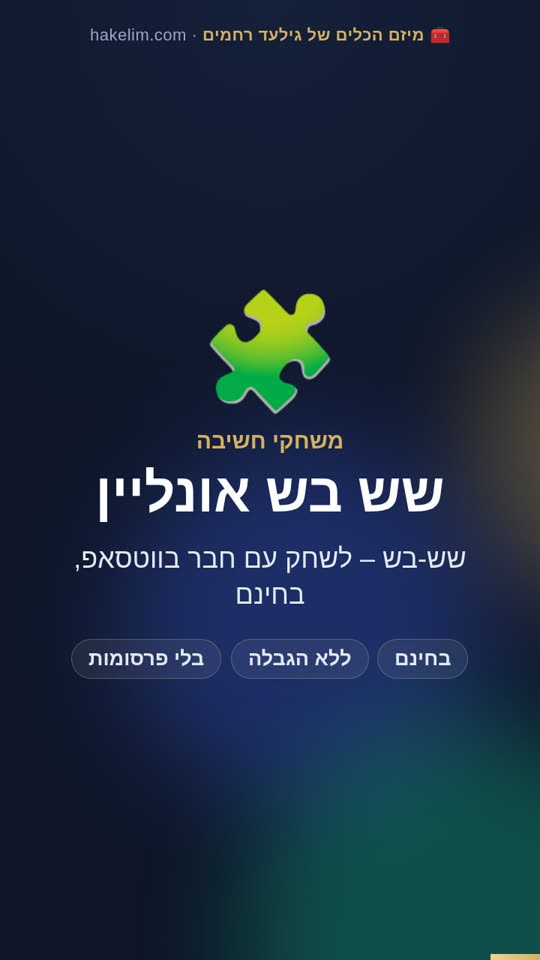 🧰 מיזם הכלים של גילעד רחמים · hakelim.com
משחקי חשיבה
שש בש אונליין
שש-בש – לשחק עם חבר בווטסאפ,
בחינם
בחינם
ללא הגבלה
בלי פרסומות